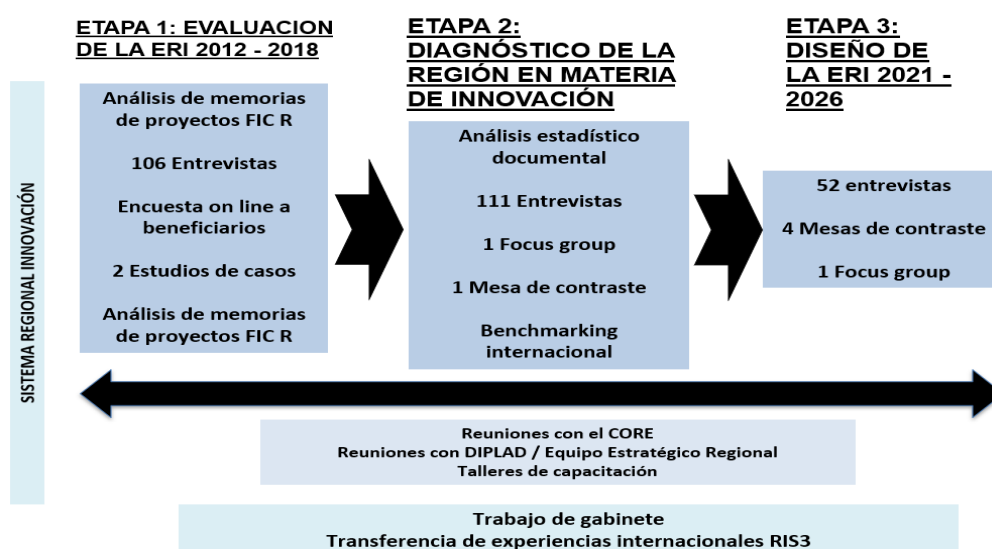 ETAPA 1: EVALUACION
DE LA ERI 2012 - 2018
Análisis de memorias
de proyectos FIC R
106 Entrevistas
Encuesta on line a
beneficiarios
2 Estudios de casos
Análisis de memorias
de proyectos FIC R
ETAPA 2:
DIAGNÓSTICO DE LA
REGIÓN EN MATERIA
DE INNOVACIÓN
Análisis estadístico
documental
111 Entrevistas
1 Focus group
1 Mesa de contraste
Benchmarking
internacional
ETAPA 3:
DISEÑO DE
LA ERI 2021 -
2026
52 entrevistas
4 Mesas de contraste
1 Focus group
SISTEMA REGIONAL INNOVACIÓN
Reuniones con el CORE
Reuniones con DIPLAD / Equipo Estratégico Regional
Talleres de capacitación
Trabajo de gabinete
Transferencia de experiencias internacionales RIS3